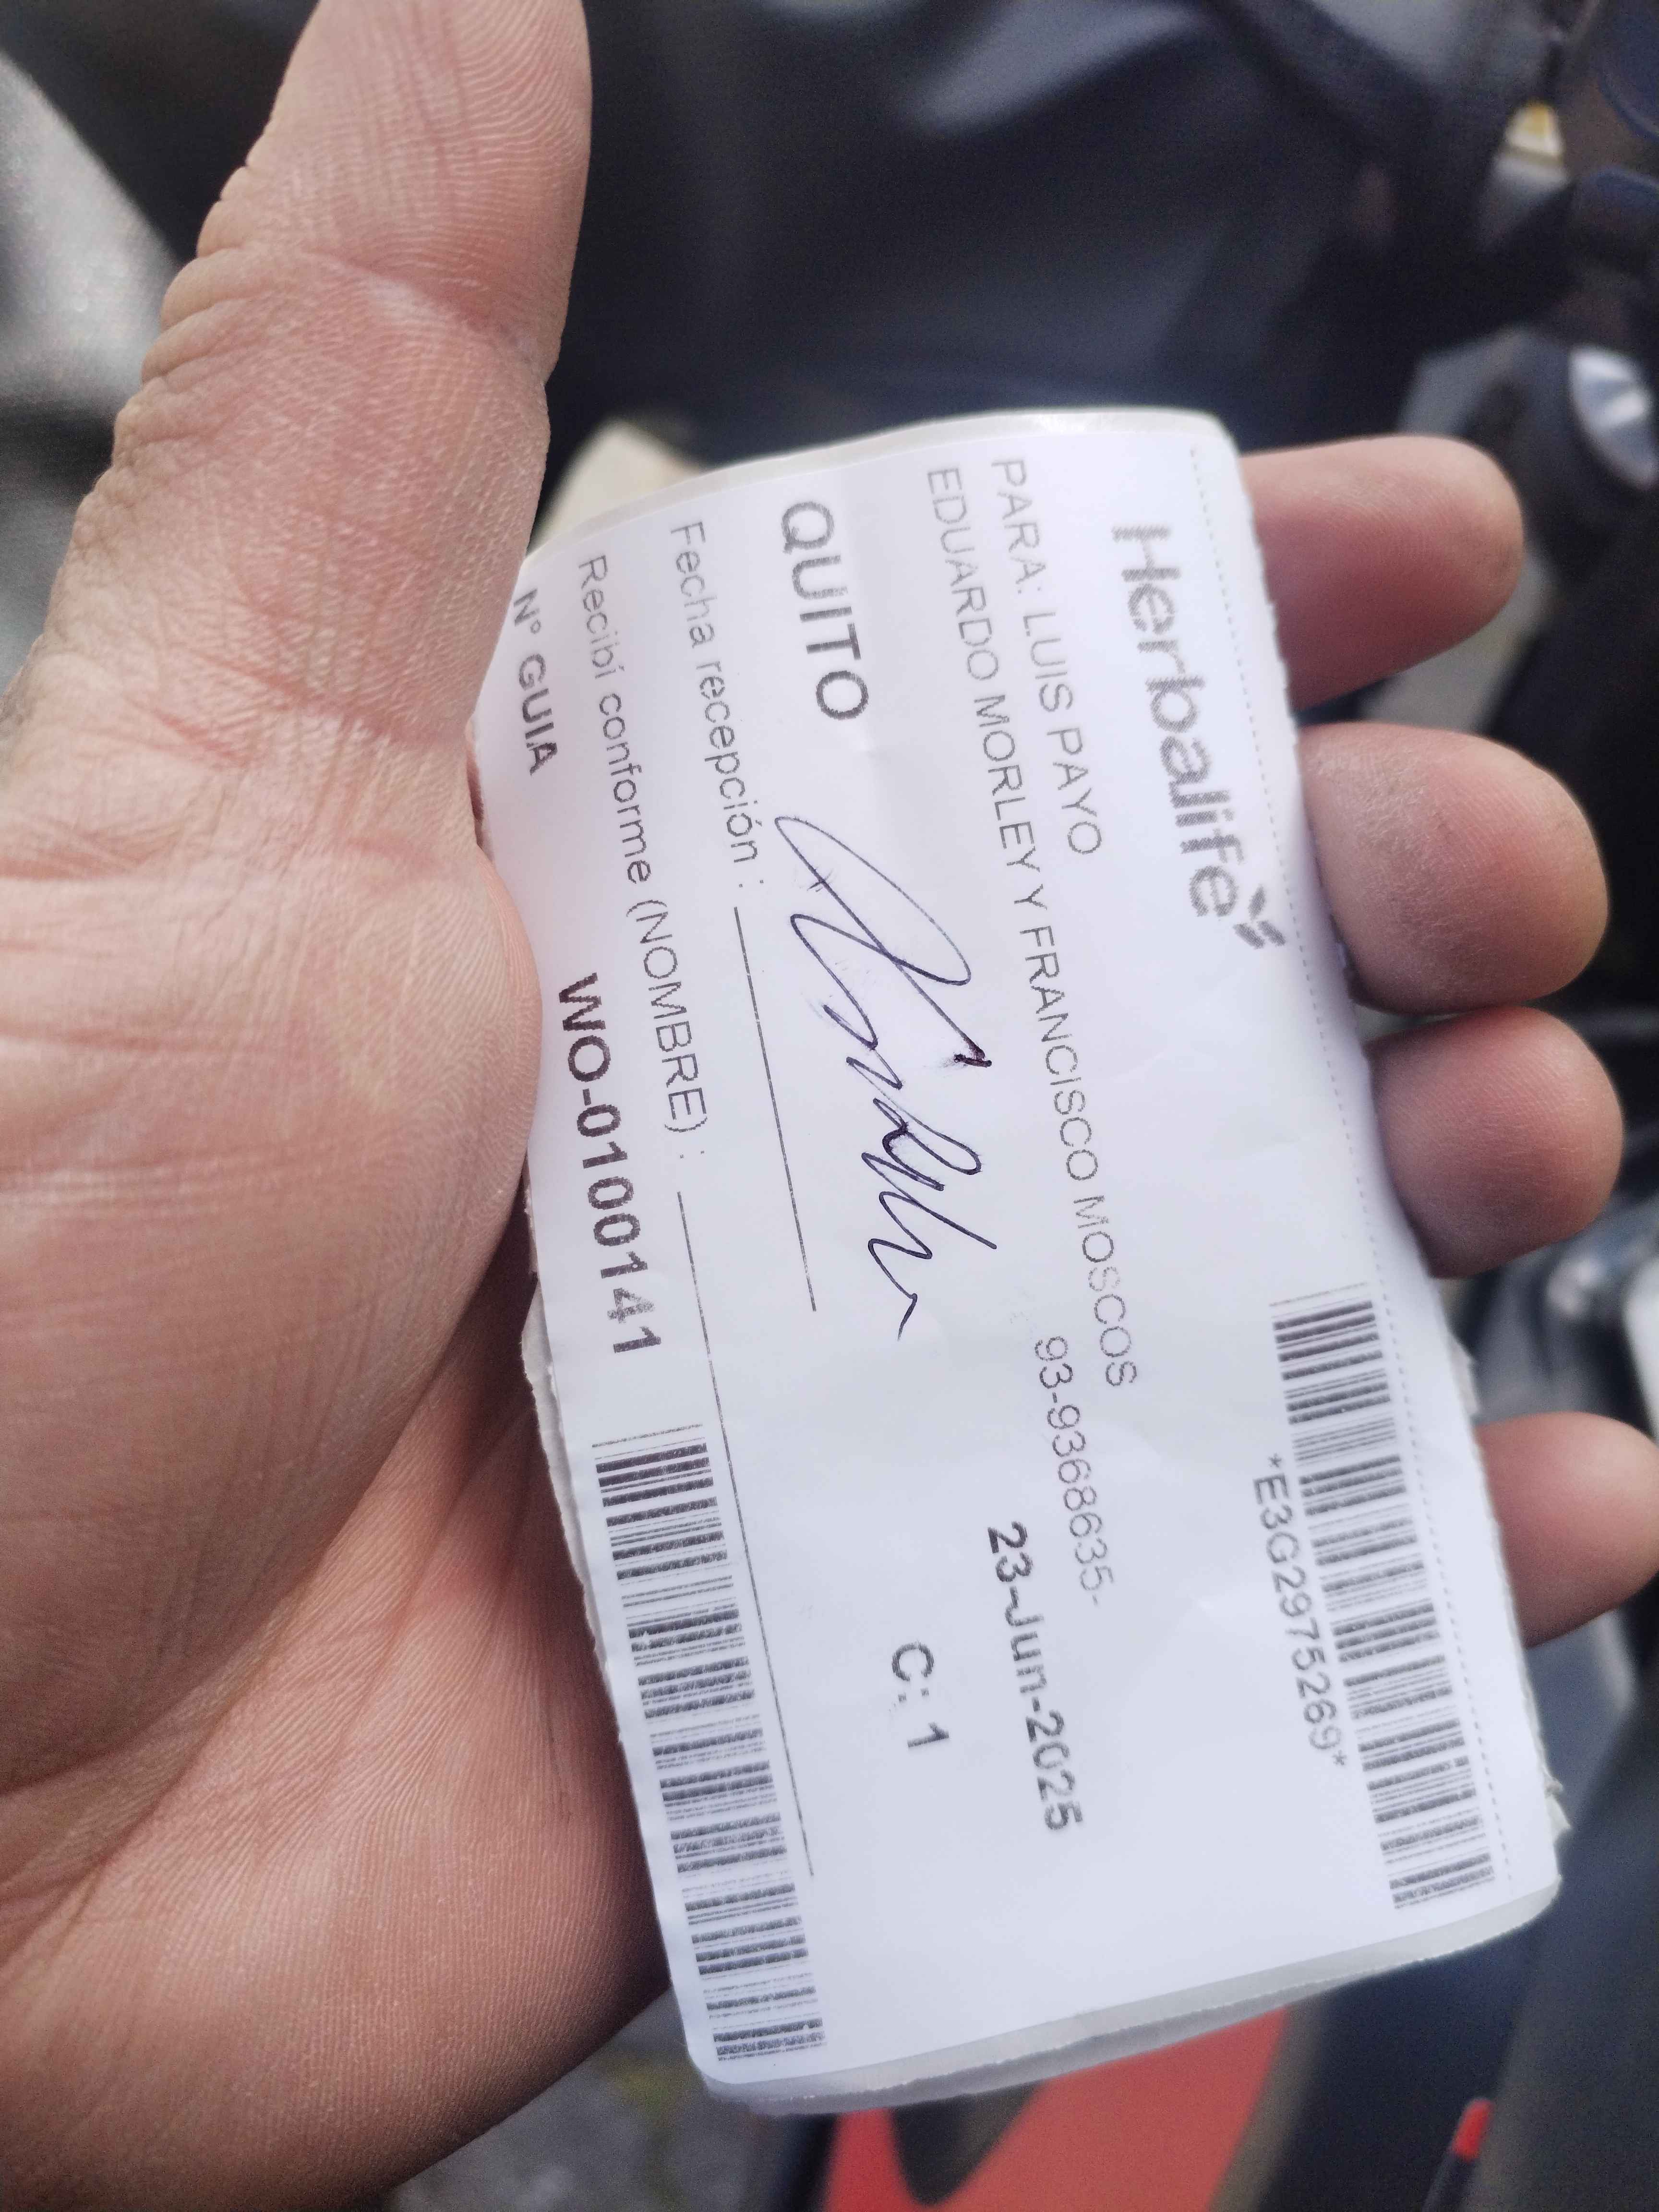 Herbalife
*E3G2975269*
PARA: LUIS PAYO
EDUARDO MORLEY Y FRANCISCO MOSCOS
93-9368635-
23-Jun-2025
QUITO
C: 1
Fecha recepción :
Recibí conforme (NOMBRE) :
N° GUIA
WO-0100141